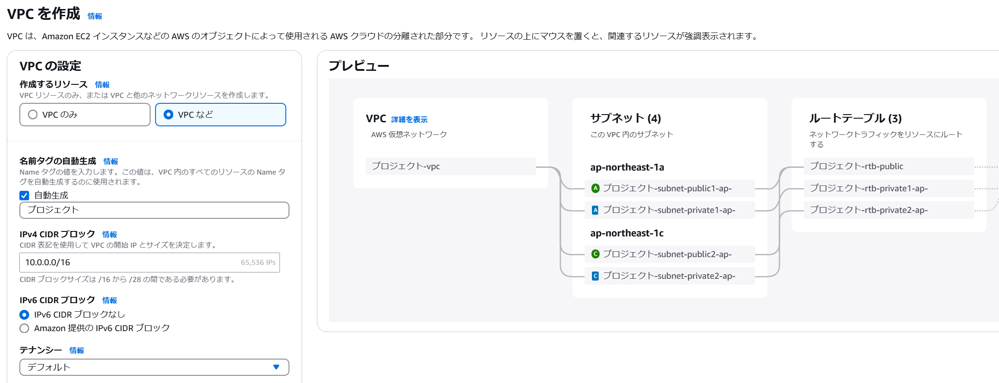 VPC を作成 情報
VPC は、Amazon EC2 インスタンスなどの AWS のオブジェクトによって使用される AWS クラウドの分離された部分です。 リソースの上にマウスを置くと、関連するリソースが強調表示されます。
VPC の設定
作成するリソース 情報
VPC リソースのみ、または VPC と他のネットワークリソースを作成します。
VPC のみ
VPC など
名前タグの自動生成 情報
Name タグの値を入力します。この値は、VPC 内のすべてのリソースの Name タ
グを自動生成するのに使用されます。
自動生成
プロジェクト
IPv4 CIDR ブロック 情報
CIDR 表記を使用して VPC の開始 IP とサイズを決定します。
10.0.0.0/16 65,536 IPs
CIDR ブロックサイズは /16 から /28 の間である必要があります。
IPv6 CIDR ブロック 情報
IPv6 CIDR ブロックなし
Amazon 提供の IPv6 CIDR ブロック
テナンシー 情報
デフォルト
プレビュー
VPC 詳細を表示
AWS 仮想ネットワーク
プロジェクト-vpc
サブネット (4)
この VPC 内のサブネット
ap-northeast-1a
A プロジェクト-subnet-public1-ap-
A プロジェクト-subnet-private1-ap-
ap-northeast-1c
C プロジェクト-subnet-public2-ap-
C プロジェクト-subnet-private2-ap-
ルートテーブル (3)
ネットワークトラフィックをリソースにルート
する
プロジェクト-rtb-public
プロジェクト-rtb-private1-ap-
プロジェクト-rtb-private2-ap-